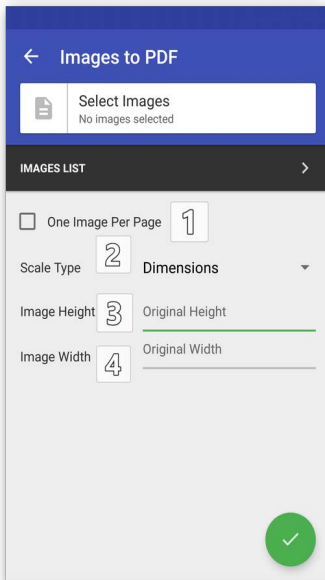 Images to PDF
Select Images
No images selected
IMAGES LIST
One Image Per Page 1
Scale Type 2 Dimensions
Image Height 3 Original Height
Image Width 4 Original Width